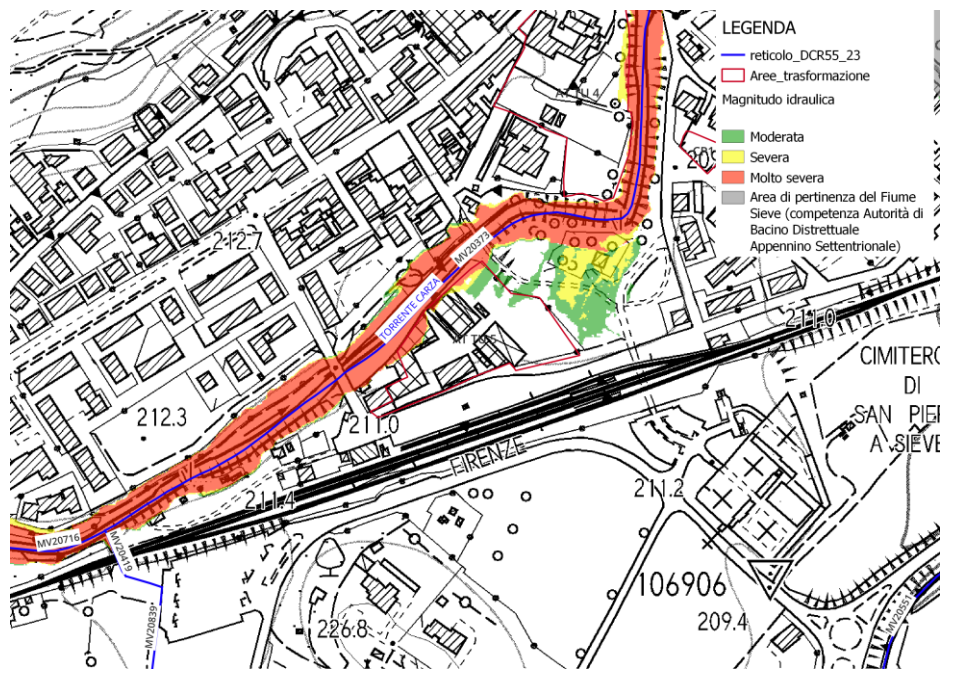 LEGENDA
reticolo_DCR55_23
Aree_trasformazione
Magnitudo idraulica
Moderata
Severa
Molto severa
Area di pertinenza del Fiume
Sieve (competenza Autorità di
Bacino Distrettuale
Appennino Settentrionale)
212.7
MV20373
TORRENTE CARZA
211.0
CIMITERO
DI
SAN PIER
A SIEVE
212.3
211.0
FIRENZE
211.4
211.2
MV20716
MV20419
MV20839*
106906
209.4
226.8
MV20551